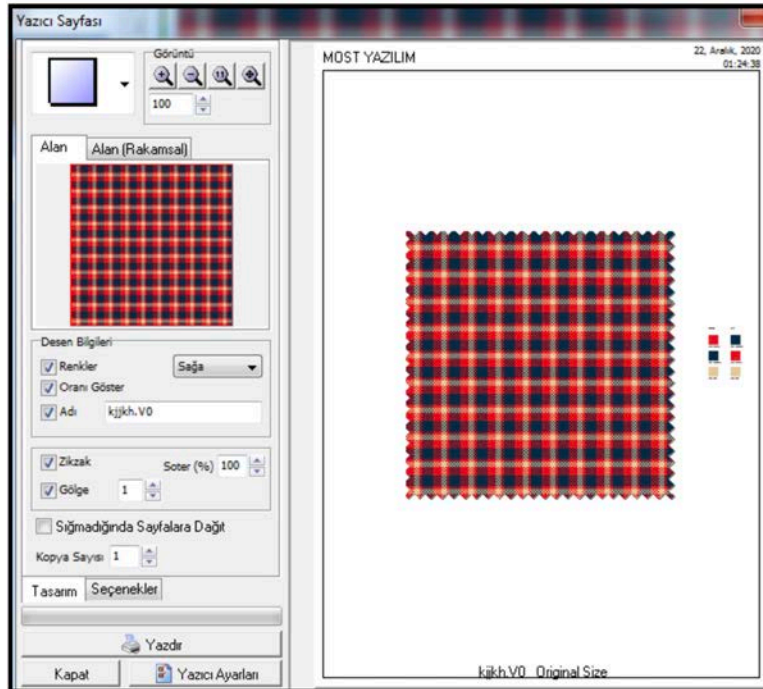 Yazıcı Sayfası
Görüntü
100
Alan
Alan (Rakamsal)
Desen Bilgileri
Renkler
Sağa
Oranı Göster
Adı
kjjkh.V0
Zikzak
Soter (%)
100
Gölge
1
Sığmadığında Sayfalara Dağıt
Kopya Sayısı
1
Tasarım
Seçenekler
Yazdır
Kapat
Yazıcı Ayarları
MOST YAZILIM
22, Aralık, 2020
01:24:38
kjjkh.V0 Original Size